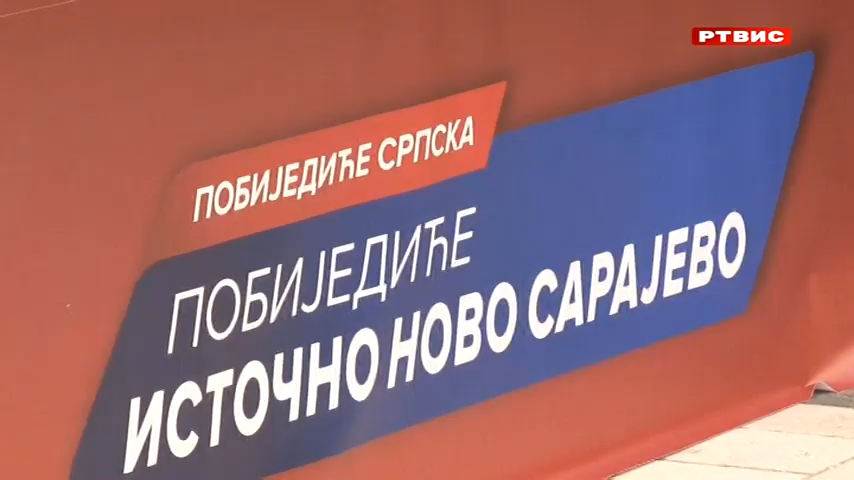 РТВИС
ПОБИЈЕДИЋЕ СРПСКА
ПОБИЈЕДИЋЕ
ИСТОЧНО НОВО САРАЈЕВО